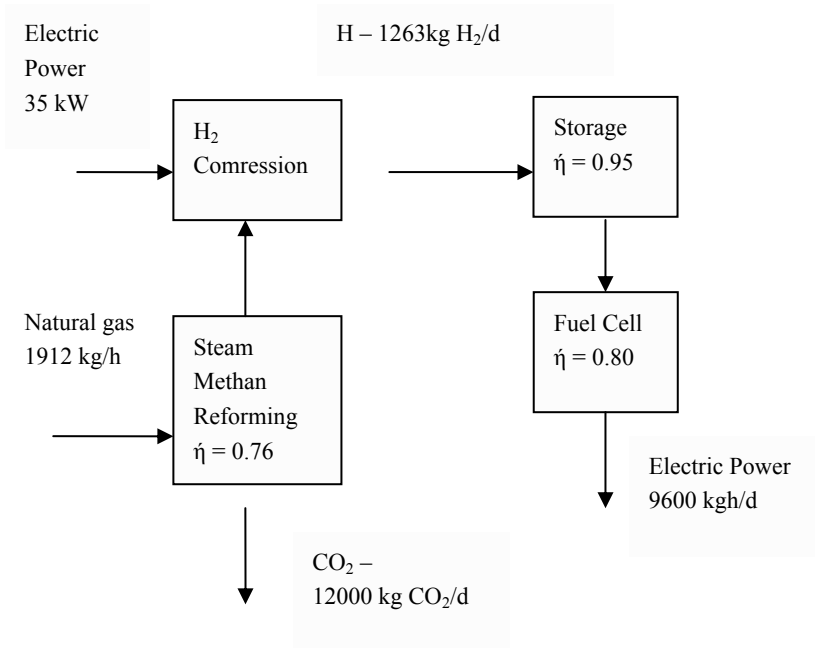 Electric
Power
35 kW
H – 1263kg H₂/d
H₂
Comression
Storage
ή = 0.95
Natural gas
1912 kg/h
Steam
Methan
Reforming
ή = 0.76
Fuel Cell
ή = 0.80
Electric Power
9600 kgh/d
CO₂ –
12000 kg CO₂/d